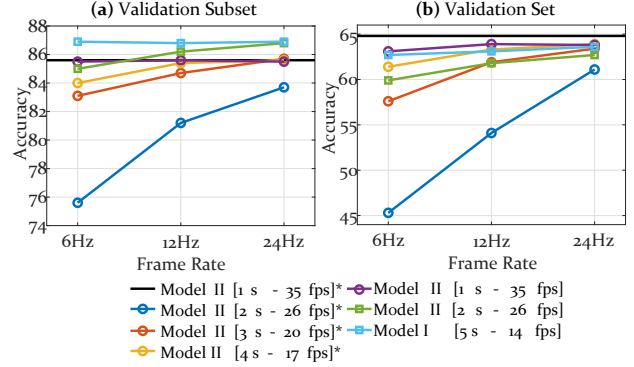 (a) Validation Subset
(b) Validation Set
88
86
84
82
80
78
76
74
Accuracy
6Hz
12Hz
24Hz
Frame Rate
65
60
55
50
45
Accuracy
6Hz
12Hz
24Hz
Frame Rate
Model II [1 s - 35 fps]*
Model II [1 s - 35 fps]
Model II [2 s - 26 fps]*
Model II [2 s - 26 fps]
Model II [3 s - 20 fps]*
Model I [5 s - 14 fps]
Model II [4 s - 17 fps]*